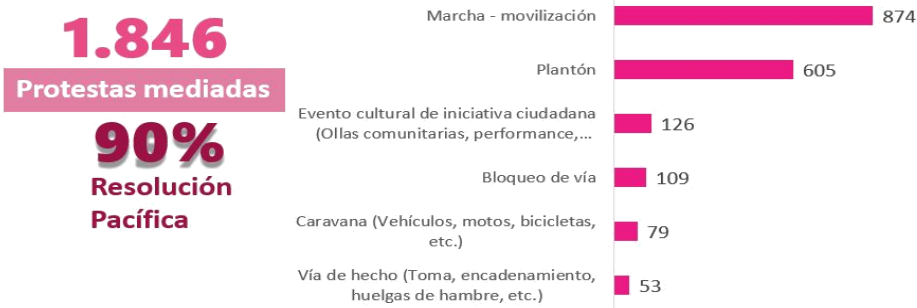 1.846
Protestas mediadas
90%
Resolución
Pacífica
Marcha - movilización 874
Plantón 605
Evento cultural de iniciativa ciudadana
(Ollas comunitarias, performance,... 126
Bloqueo de vía 109
Caravana (Vehículos, motos, bicicletas,
etc.) 79
Vía de hecho (Toma, encadenamiento,
huelgas de hambre, etc.) 53